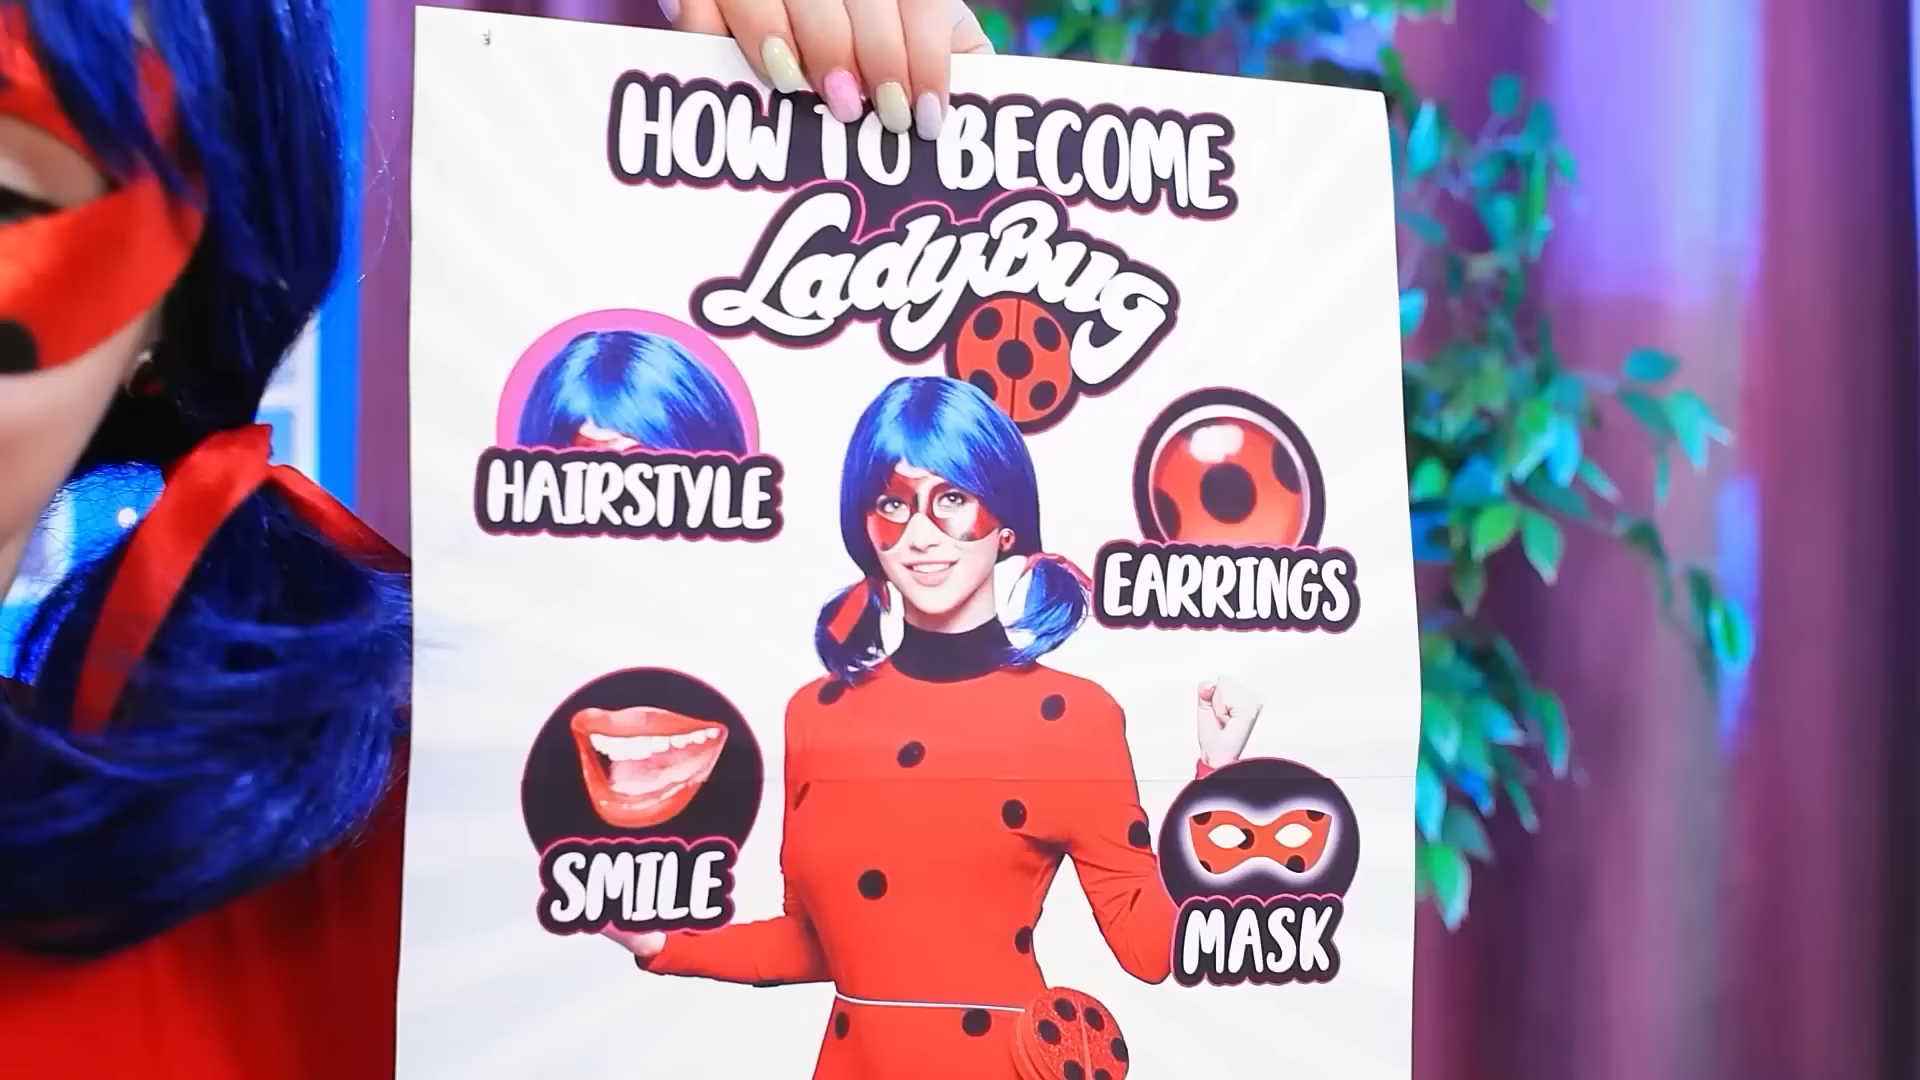 HOW TO BECOME
LadyBug
HAIRSTYLE
EARRINGS
SMILE
MASK